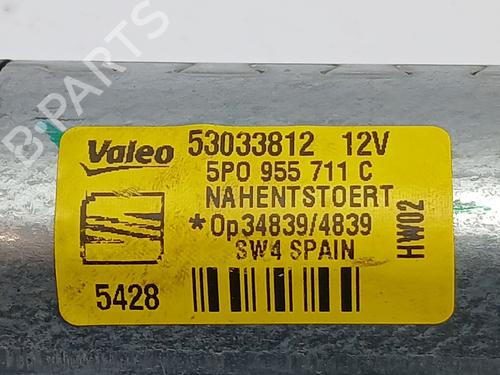 Valeo 53033812 12V
5P0 955 711 C
NAHENTSTOERT
*Op34839/4839
SW4 SPAIN
HW02
5428
B-PARTS